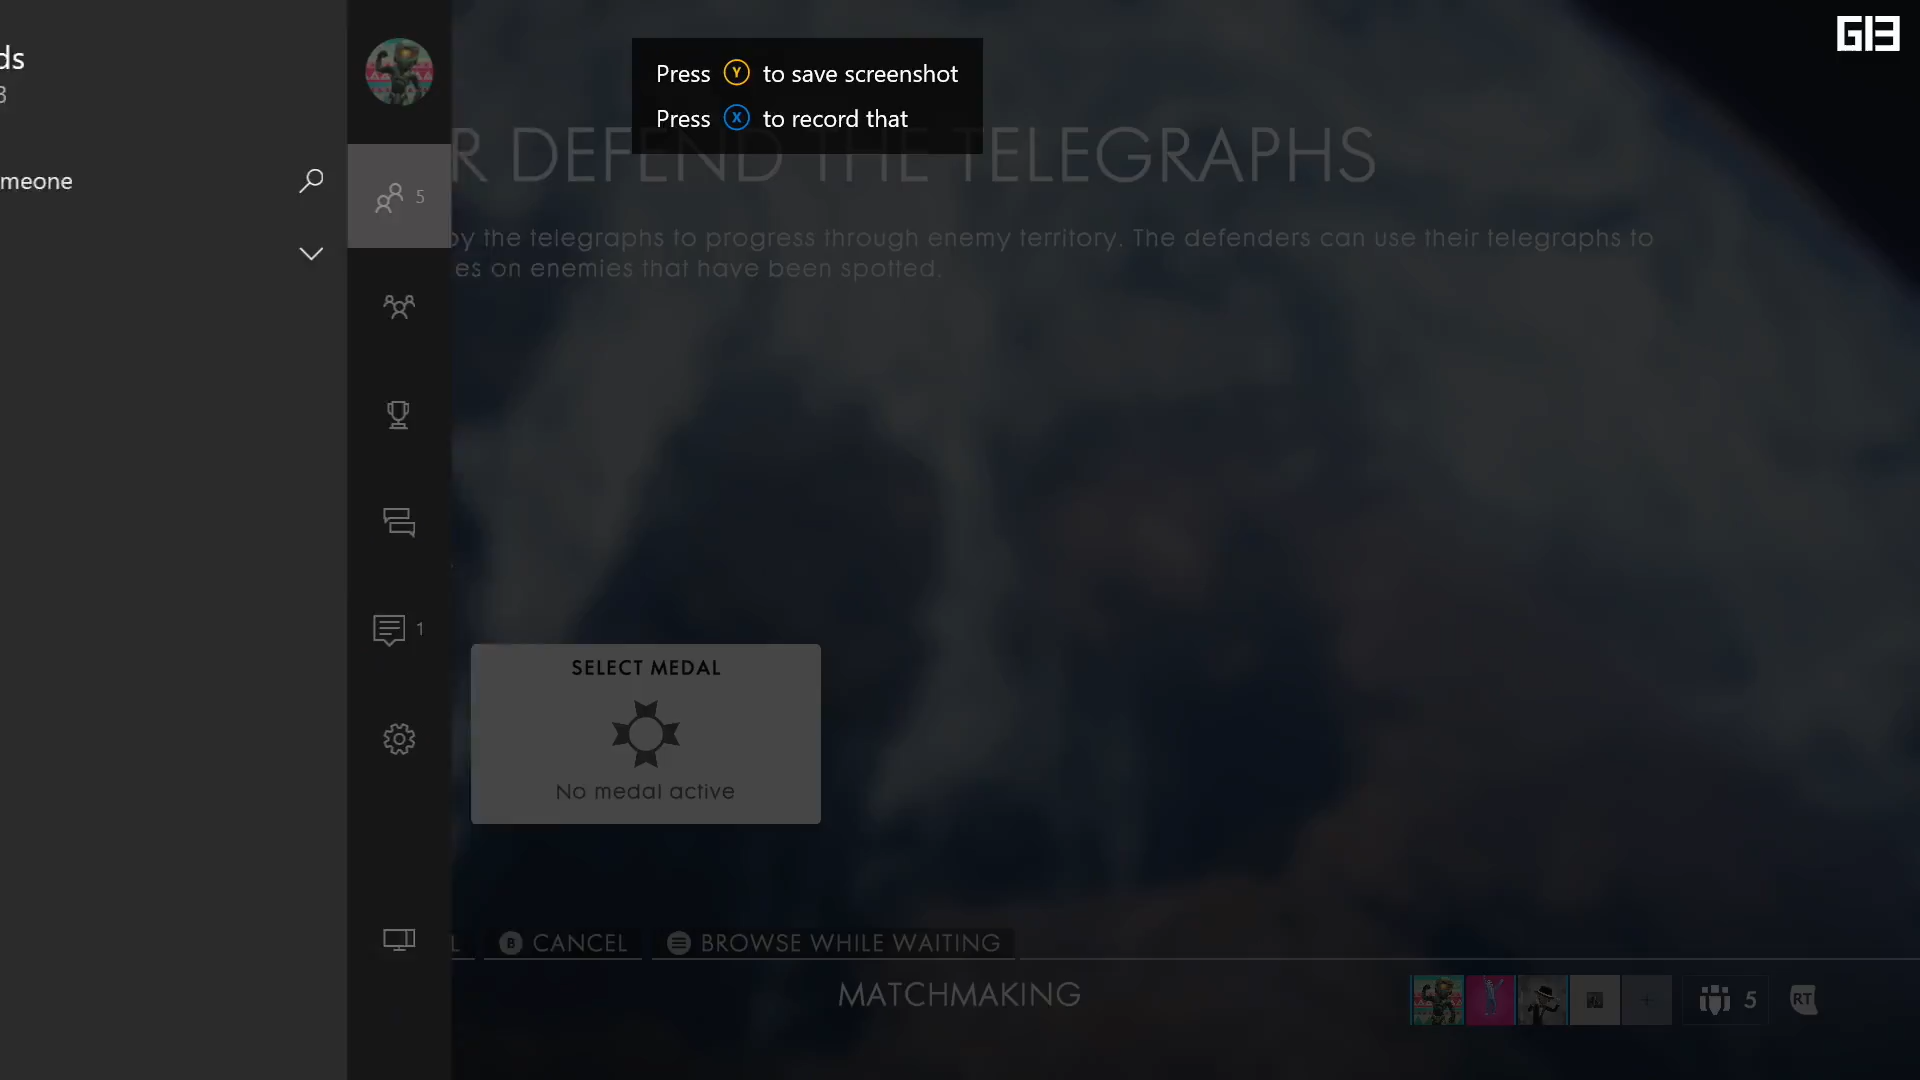 ds
3
meone
5
1
Press Y to save screenshot
Press X to record that
R DEFEND THE TELEGRAPHS
by the telegraphs to progress through enemy territory. The defenders can use their telegraphs to
es on enemies that have been spotted.
SELECT MEDAL
No medal active
L
B CANCEL
BROWSE WHILE WAITING
MATCHMAKING
5
RT